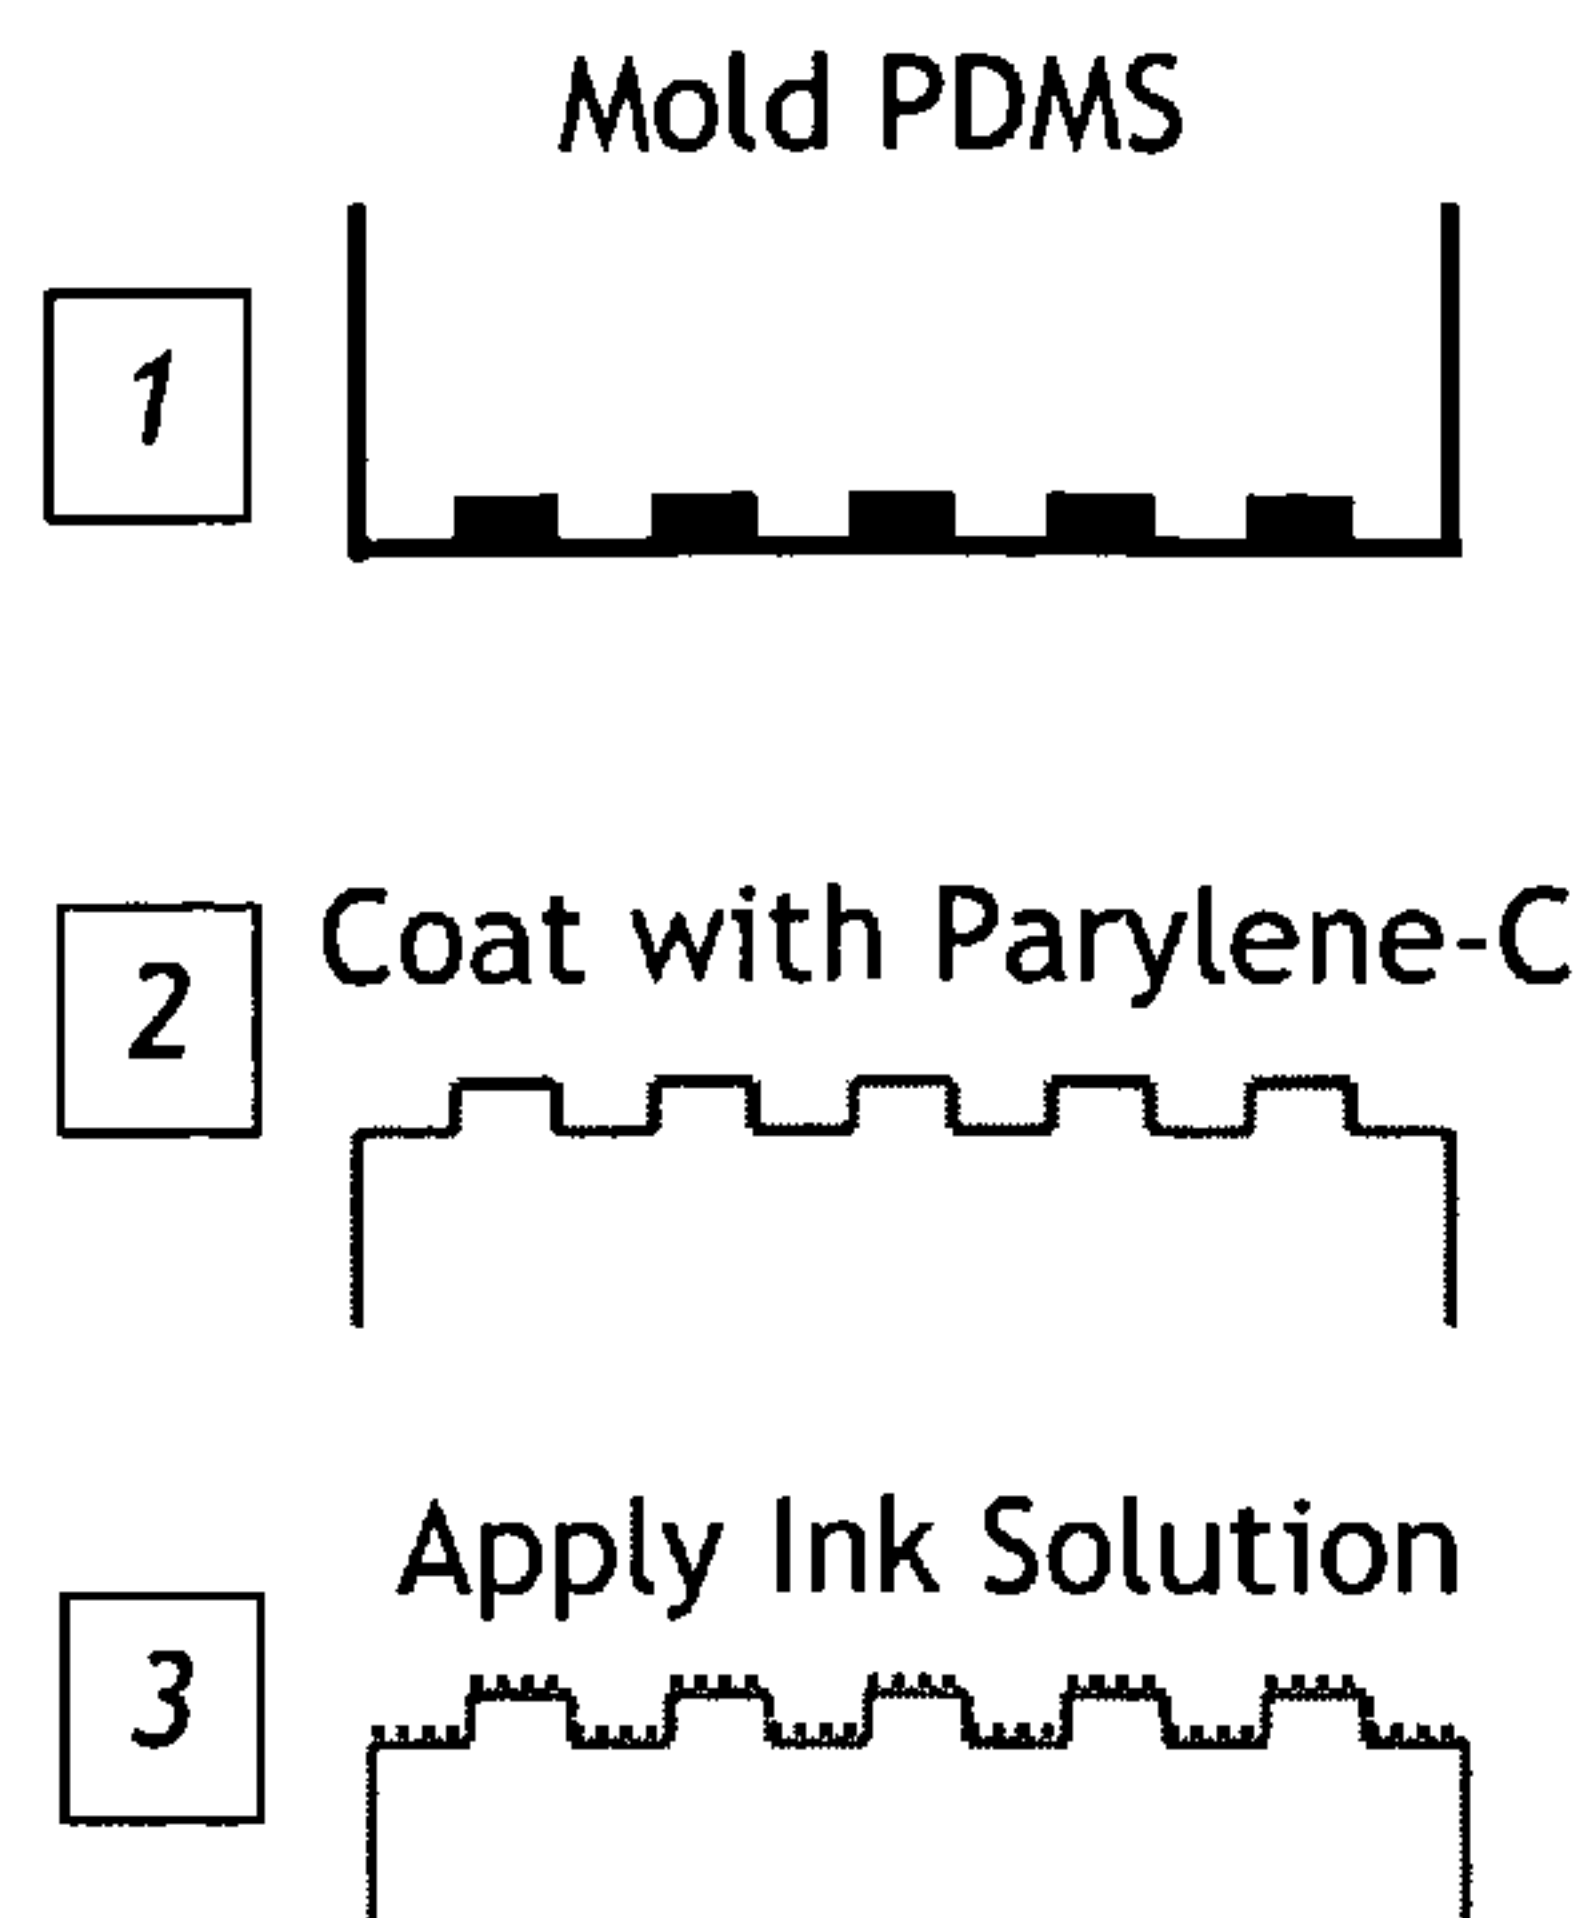 Mold PDMS
1
Coat with Parylene-C
2
Apply Ink Solution
3